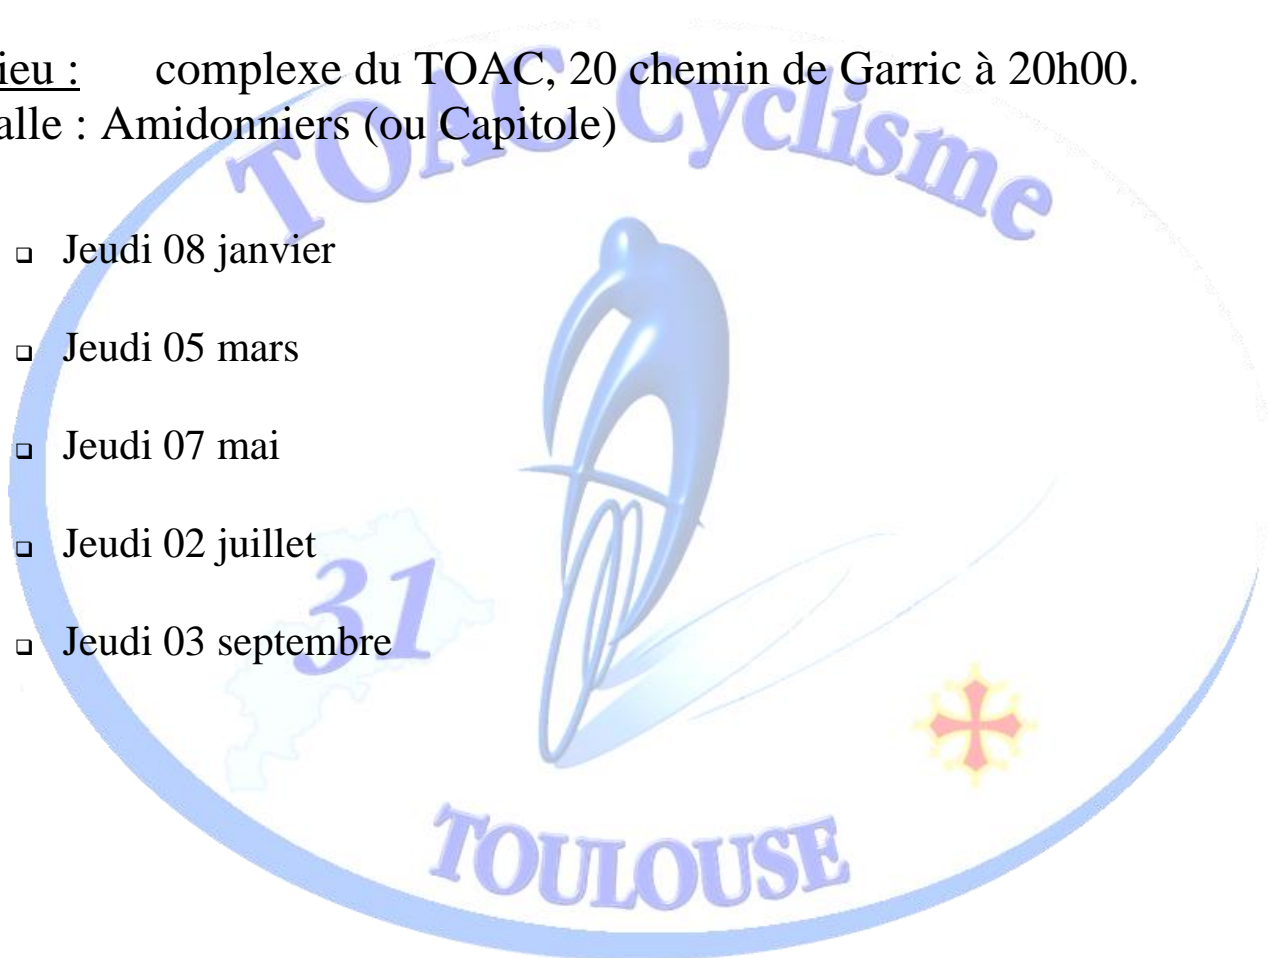 ieu : complexe du TOAC, 20 chemin de Garric à 20h00.
alle : Amidonniers (ou Capitole)
TOAC Cyclisme
Jeudi 08 janvier
Jeudi 05 mars
Jeudi 07 mai
Jeudi 02 juillet
31
Jeudi 03 septembre
TOULOUSE